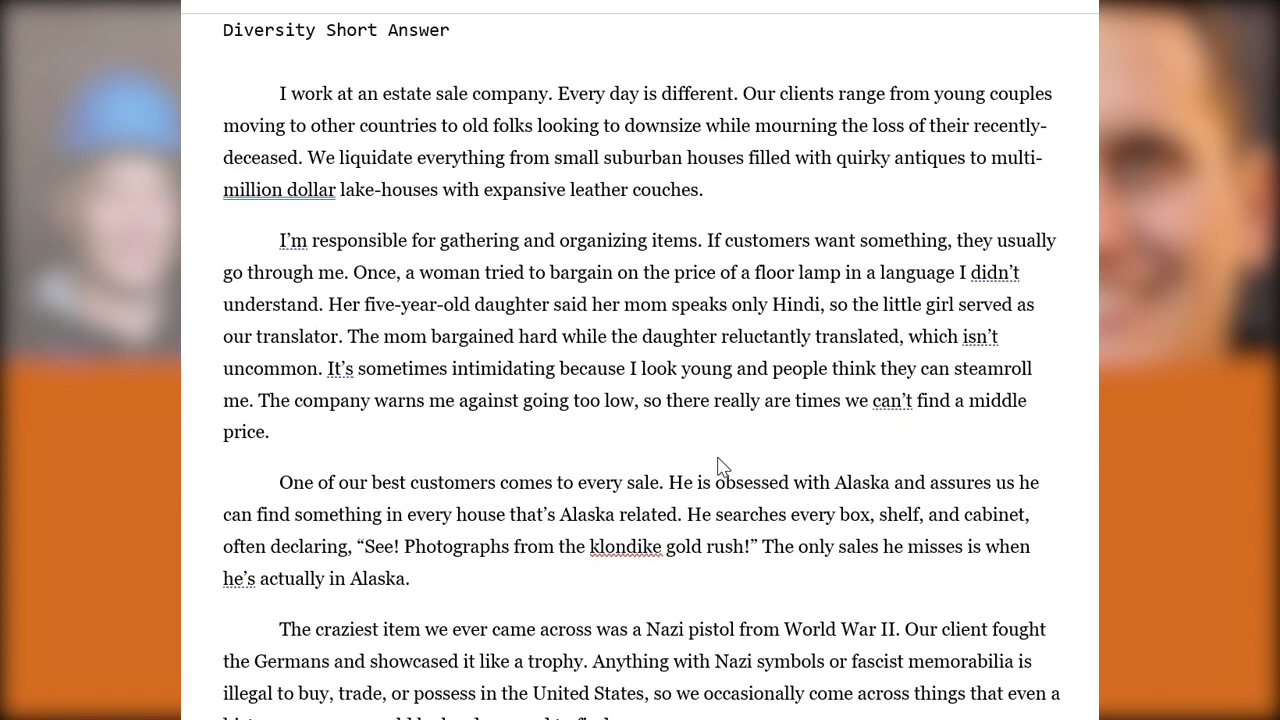 Diversity Short Answer
I work at an estate sale company. Every day is different. Our clients range from young couples
moving to other countries to old folks looking to downsize while mourning the loss of their recently-
deceased. We liquidate everything from small suburban houses filled with quirky antiques to multi-
million dollar lake-houses with expansive leather couches.
I’m responsible for gathering and organizing items. If customers want something, they usually
go through me. Once, a woman tried to bargain on the price of a floor lamp in a language I didn’t
understand. Her five-year-old daughter said her mom speaks only Hindi, so the little girl served as
our translator. The mom bargained hard while the daughter reluctantly translated, which isn’t
uncommon. It’s sometimes intimidating because I look young and people think they can steamroll
me. The company warns me against going too low, so there really are times we can’t find a middle
price.
One of our best customers comes to every sale. He is obsessed with Alaska and assures us he
can find something in every house that’s Alaska related. He searches every box, shelf, and cabinet,
often declaring, “See! Photographs from the klondike gold rush!” The only sales he misses is when
he’s actually in Alaska.
The craziest item we ever came across was a Nazi pistol from World War II. Our client fought
the Germans and showcased it like a trophy. Anything with Nazi symbols or fascist memorabilia is
illegal to buy, trade, or possess in the United States, so we occasionally come across things that even a